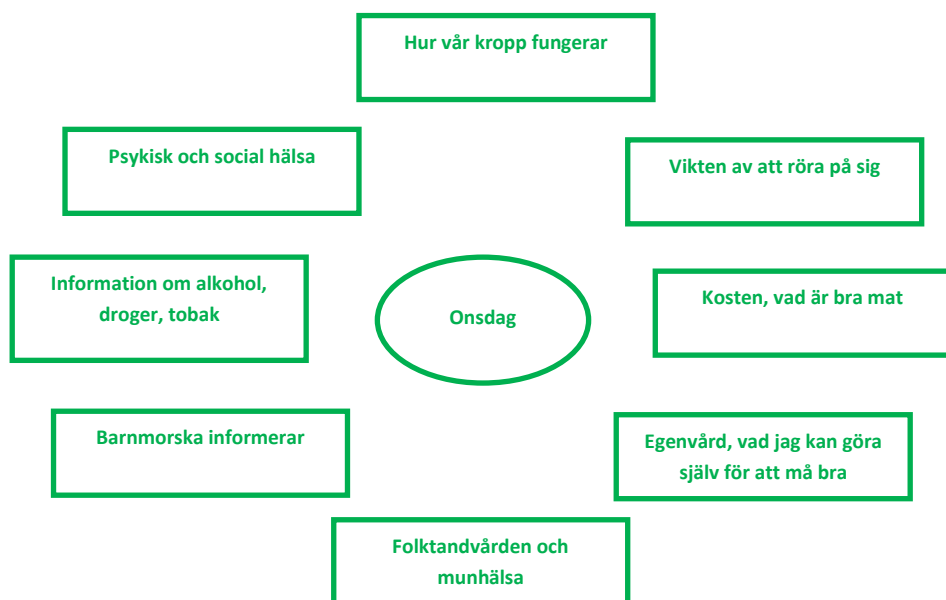 Hur vår kropp fungerar
Psykisk och social hälsa
Vikten av att röra på sig
Information om alkohol,
droger, tobak
Onsdag
Kosten, vad är bra mat
Barnmorska informerar
Egenvård, vad jag kan göra
själv för att må bra
Folktandvården och
munhälsa